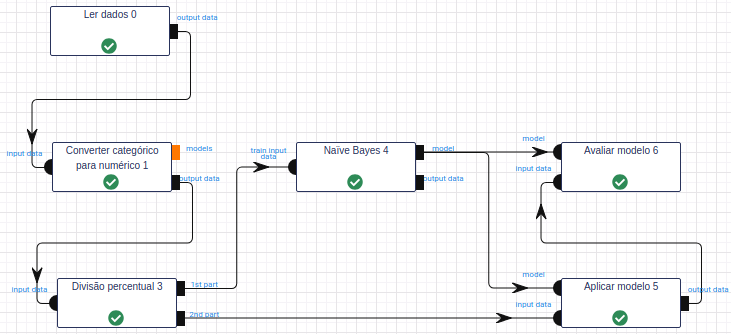 Ler dados 0
output data
input data
Converter categórico
para numérico 1
models
output data
train input
data
Naïve Bayes 4
model
output data
model
input data
Avaliar modelo 6
input data
Divisão percentual 3
1st part
2nd part
model
input data
Aplicar modelo 5
output data